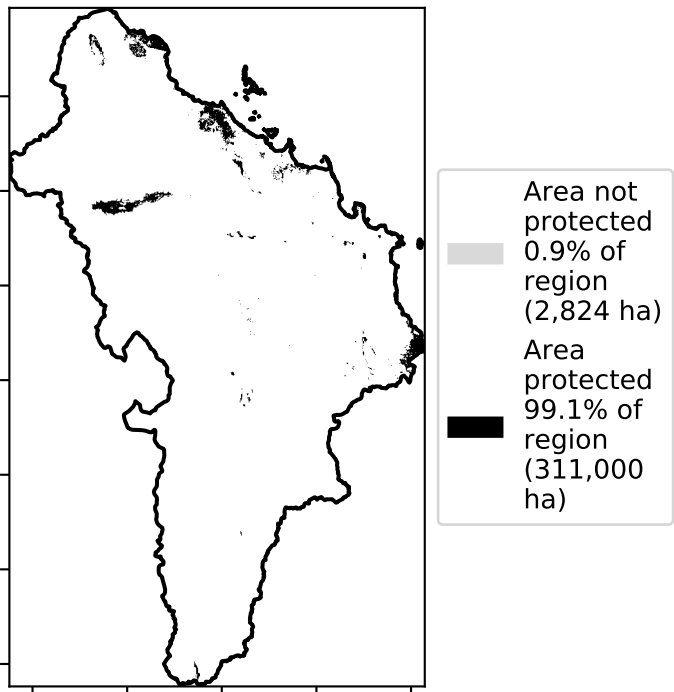 Area not
protected
0.9% of
region
(2,824 ha)
Area
protected
99.1% of
region
(311,000
ha)